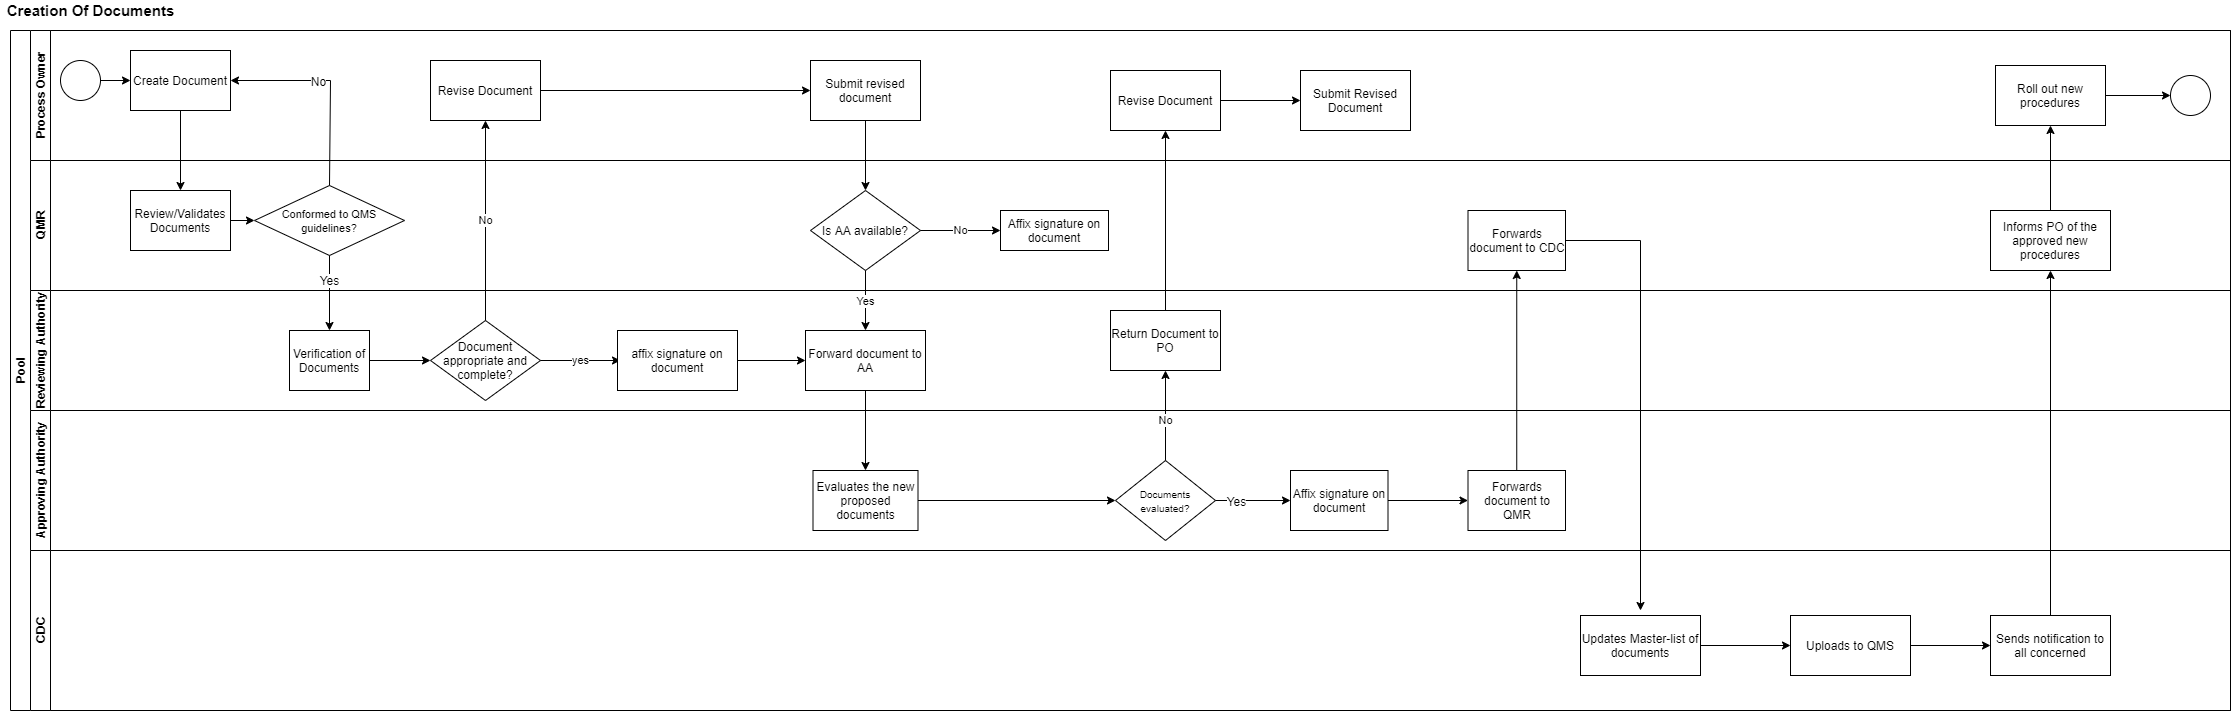 Creation Of Documents
Pool
Process Owner
Create Document
No
Revise Document
Submit revised
document
Revise Document
Submit Revised
Document
Roll out new
procedures
QMR
Review/Validates
Documents
Conformed to QMS
guidelines?
Yes
No
Is AA available?
No
Affix signature on
document
Yes
Forwards
document to CDC
Informs PO of the
approved new
procedures
Reviewing Authority
Verification of
Documents
Document
appropriate and
complete?
yes
affix signature on
document
Forward document to
AA
Return Document to
PO
Approving Authority
Evaluates the new
proposed
documents
No
Documents
evaluated?
Yes
Affix signature on
document
Forwards
document to
QMR
CDC
Updates Master-list of
documents
Uploads to QMS
Sends notification to
all concerned